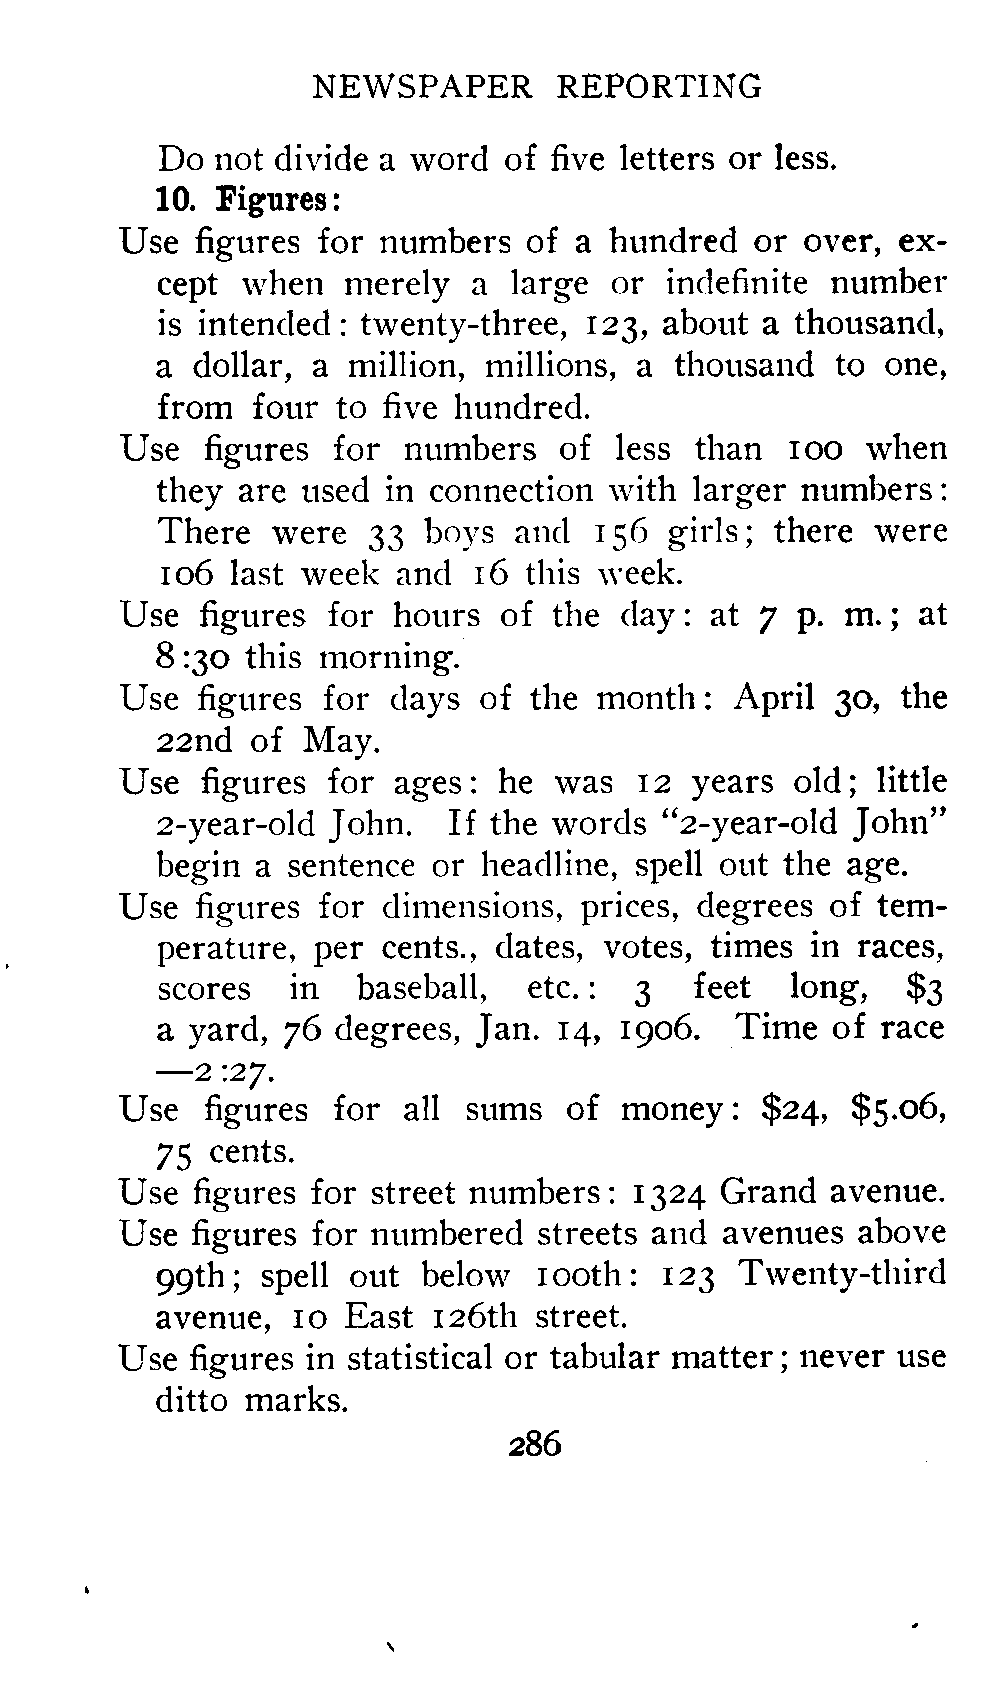 NEWSPAPER REPORTING
Do not divide a word of five letters or less.
10. Figures:
Use figures for numbers of a hundred or over, ex-
cept when merely a large or indefinite number
is intended: twenty-three, 123, about a thousand,
a dollar, a million, millions, a thousand to one,
from four to five hundred.
Use figures for numbers of less than 100 when
they are used in connection with larger numbers:
There were 33 boys and 156 girls; there were
106 last week and 16 this week.
Use figures for hours of the day: at 7 p. m.; at
8:30 this morning.
Use figures for days of the month: April 30, the
22nd of May.
Use figures for ages: he was 12 years old; little
2-year-old John. If the words “2-year-old John”
begin a sentence or headline, spell out the age.
Use figures for dimensions, prices, degrees of tem-
perature, per cents., dates, votes, times in races,
scores in baseball, etc.: 3 feet long, $3
a yard, 76 degrees, Jan. 14, 1906. Time of race
—2:27.
Use figures for all sums of money: $24, $5.06,
75 cents.
Use figures for street numbers: 1324 Grand avenue.
Use figures for numbered streets and avenues above
99th; spell out below 100th: 123 Twenty-third
avenue, 10 East 126th street.
Use figures in statistical or tabular matter; never use
ditto marks.
286